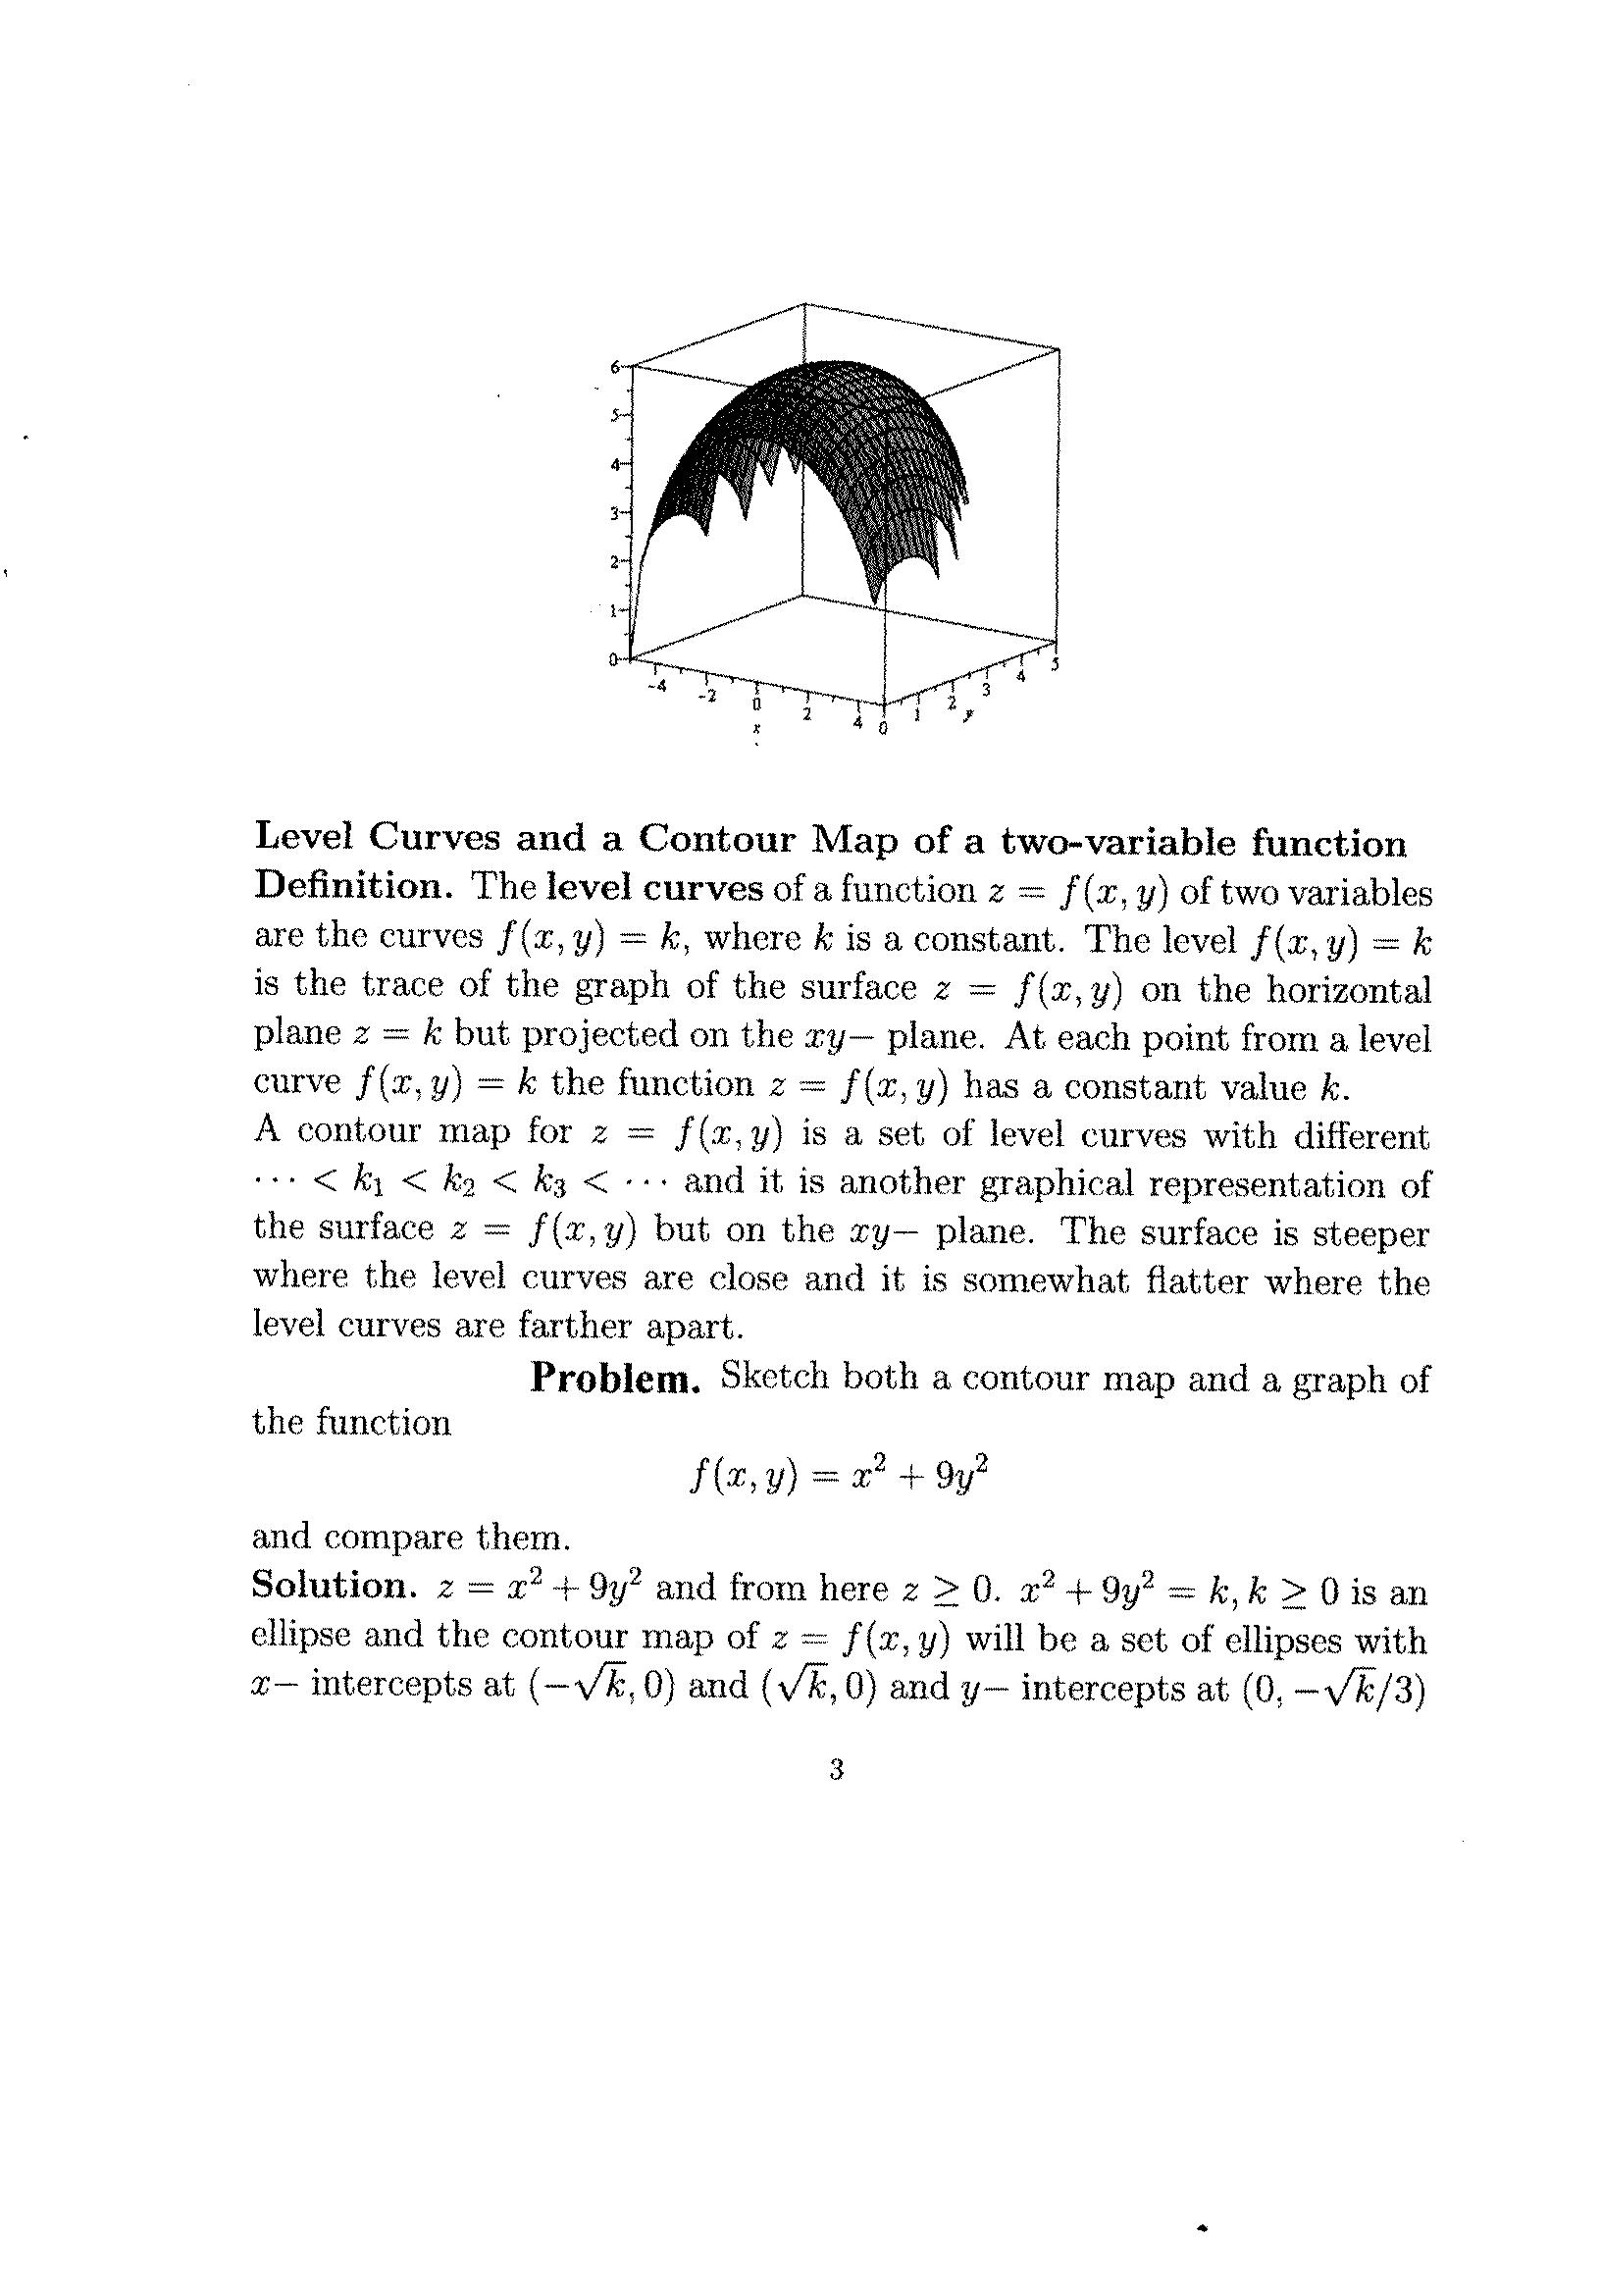 6
5
4
3
2
1
0
-4
-2
0
2
4
x
0
1
2
3
4
5
y
Level Curves and a Contour Map of a two-variable function
Definition. The level curves of a function z = f(x, y) of two variables
are the curves f(x, y) = k, where k is a constant. The level f(x, y) = k
is the trace of the graph of the surface z = f(x, y) on the horizontal
plane z = k but projected on the xy− plane. At each point from a level
curve f(x, y) = k the function z = f(x, y) has a constant value k.
A contour map for z = f(x, y) is a set of level curves with different
··· < k₁ < k₂ < k₃ < ··· and it is another graphical representation of
the surface z = f(x, y) but on the xy− plane. The surface is steeper
where the level curves are close and it is somewhat flatter where the
level curves are farther apart.
Problem. Sketch both a contour map and a graph of
the function
f(x, y) = x² + 9y²
and compare them.
Solution. z = x² + 9y² and from here z ≥ 0. x² + 9y² = k, k ≥ 0 is an
ellipse and the contour map of z = f(x, y) will be a set of ellipses with
x− intercepts at (−√k, 0) and (√k, 0) and y− intercepts at (0, −√k/3)
3